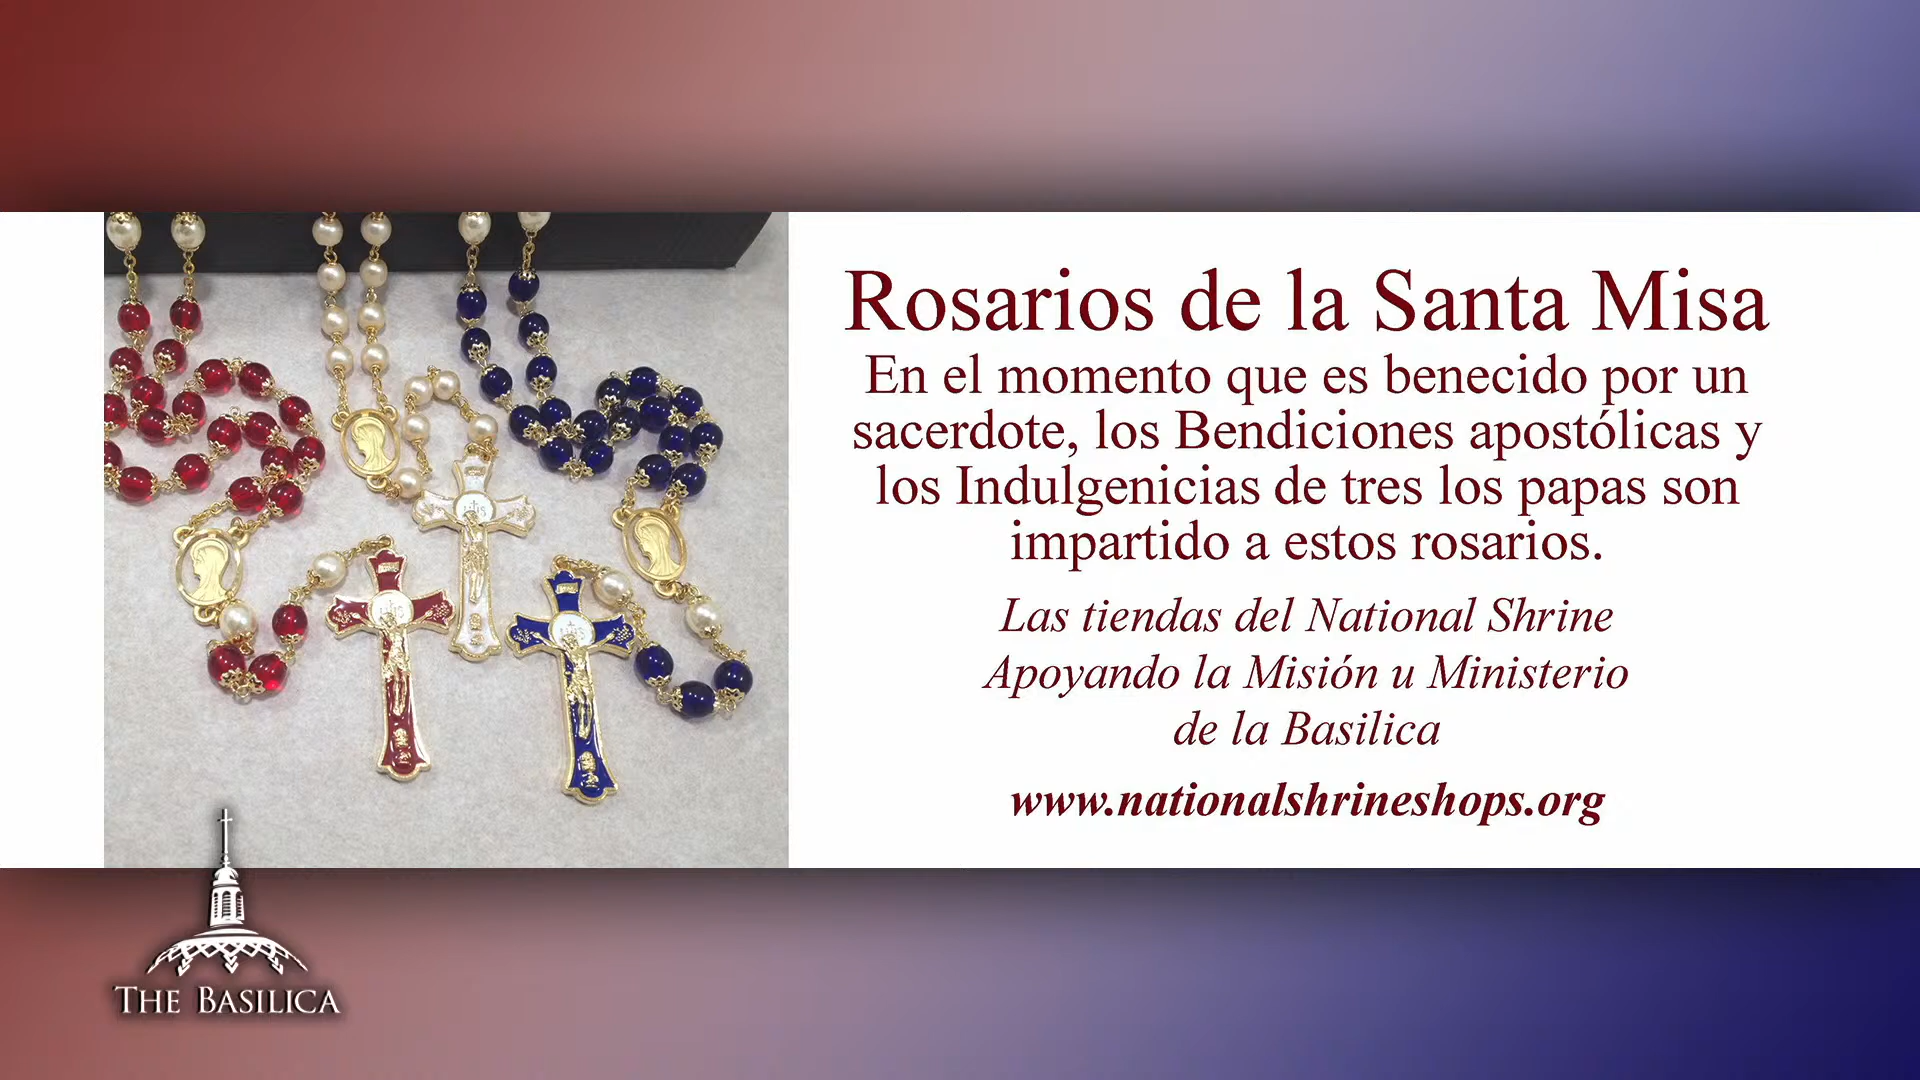 Rosarios de la Santa Misa
En el momento que es benecido por un
sacerdote, los Bendiciones apostólicas y
los Indulgenicias de tres los papas son
impartido a estos rosarios.
Las tiendas del National Shrine
Apoyando la Misión u Ministerio
de la Basilica
www.nationalshrineshops.org
THE BASILICA